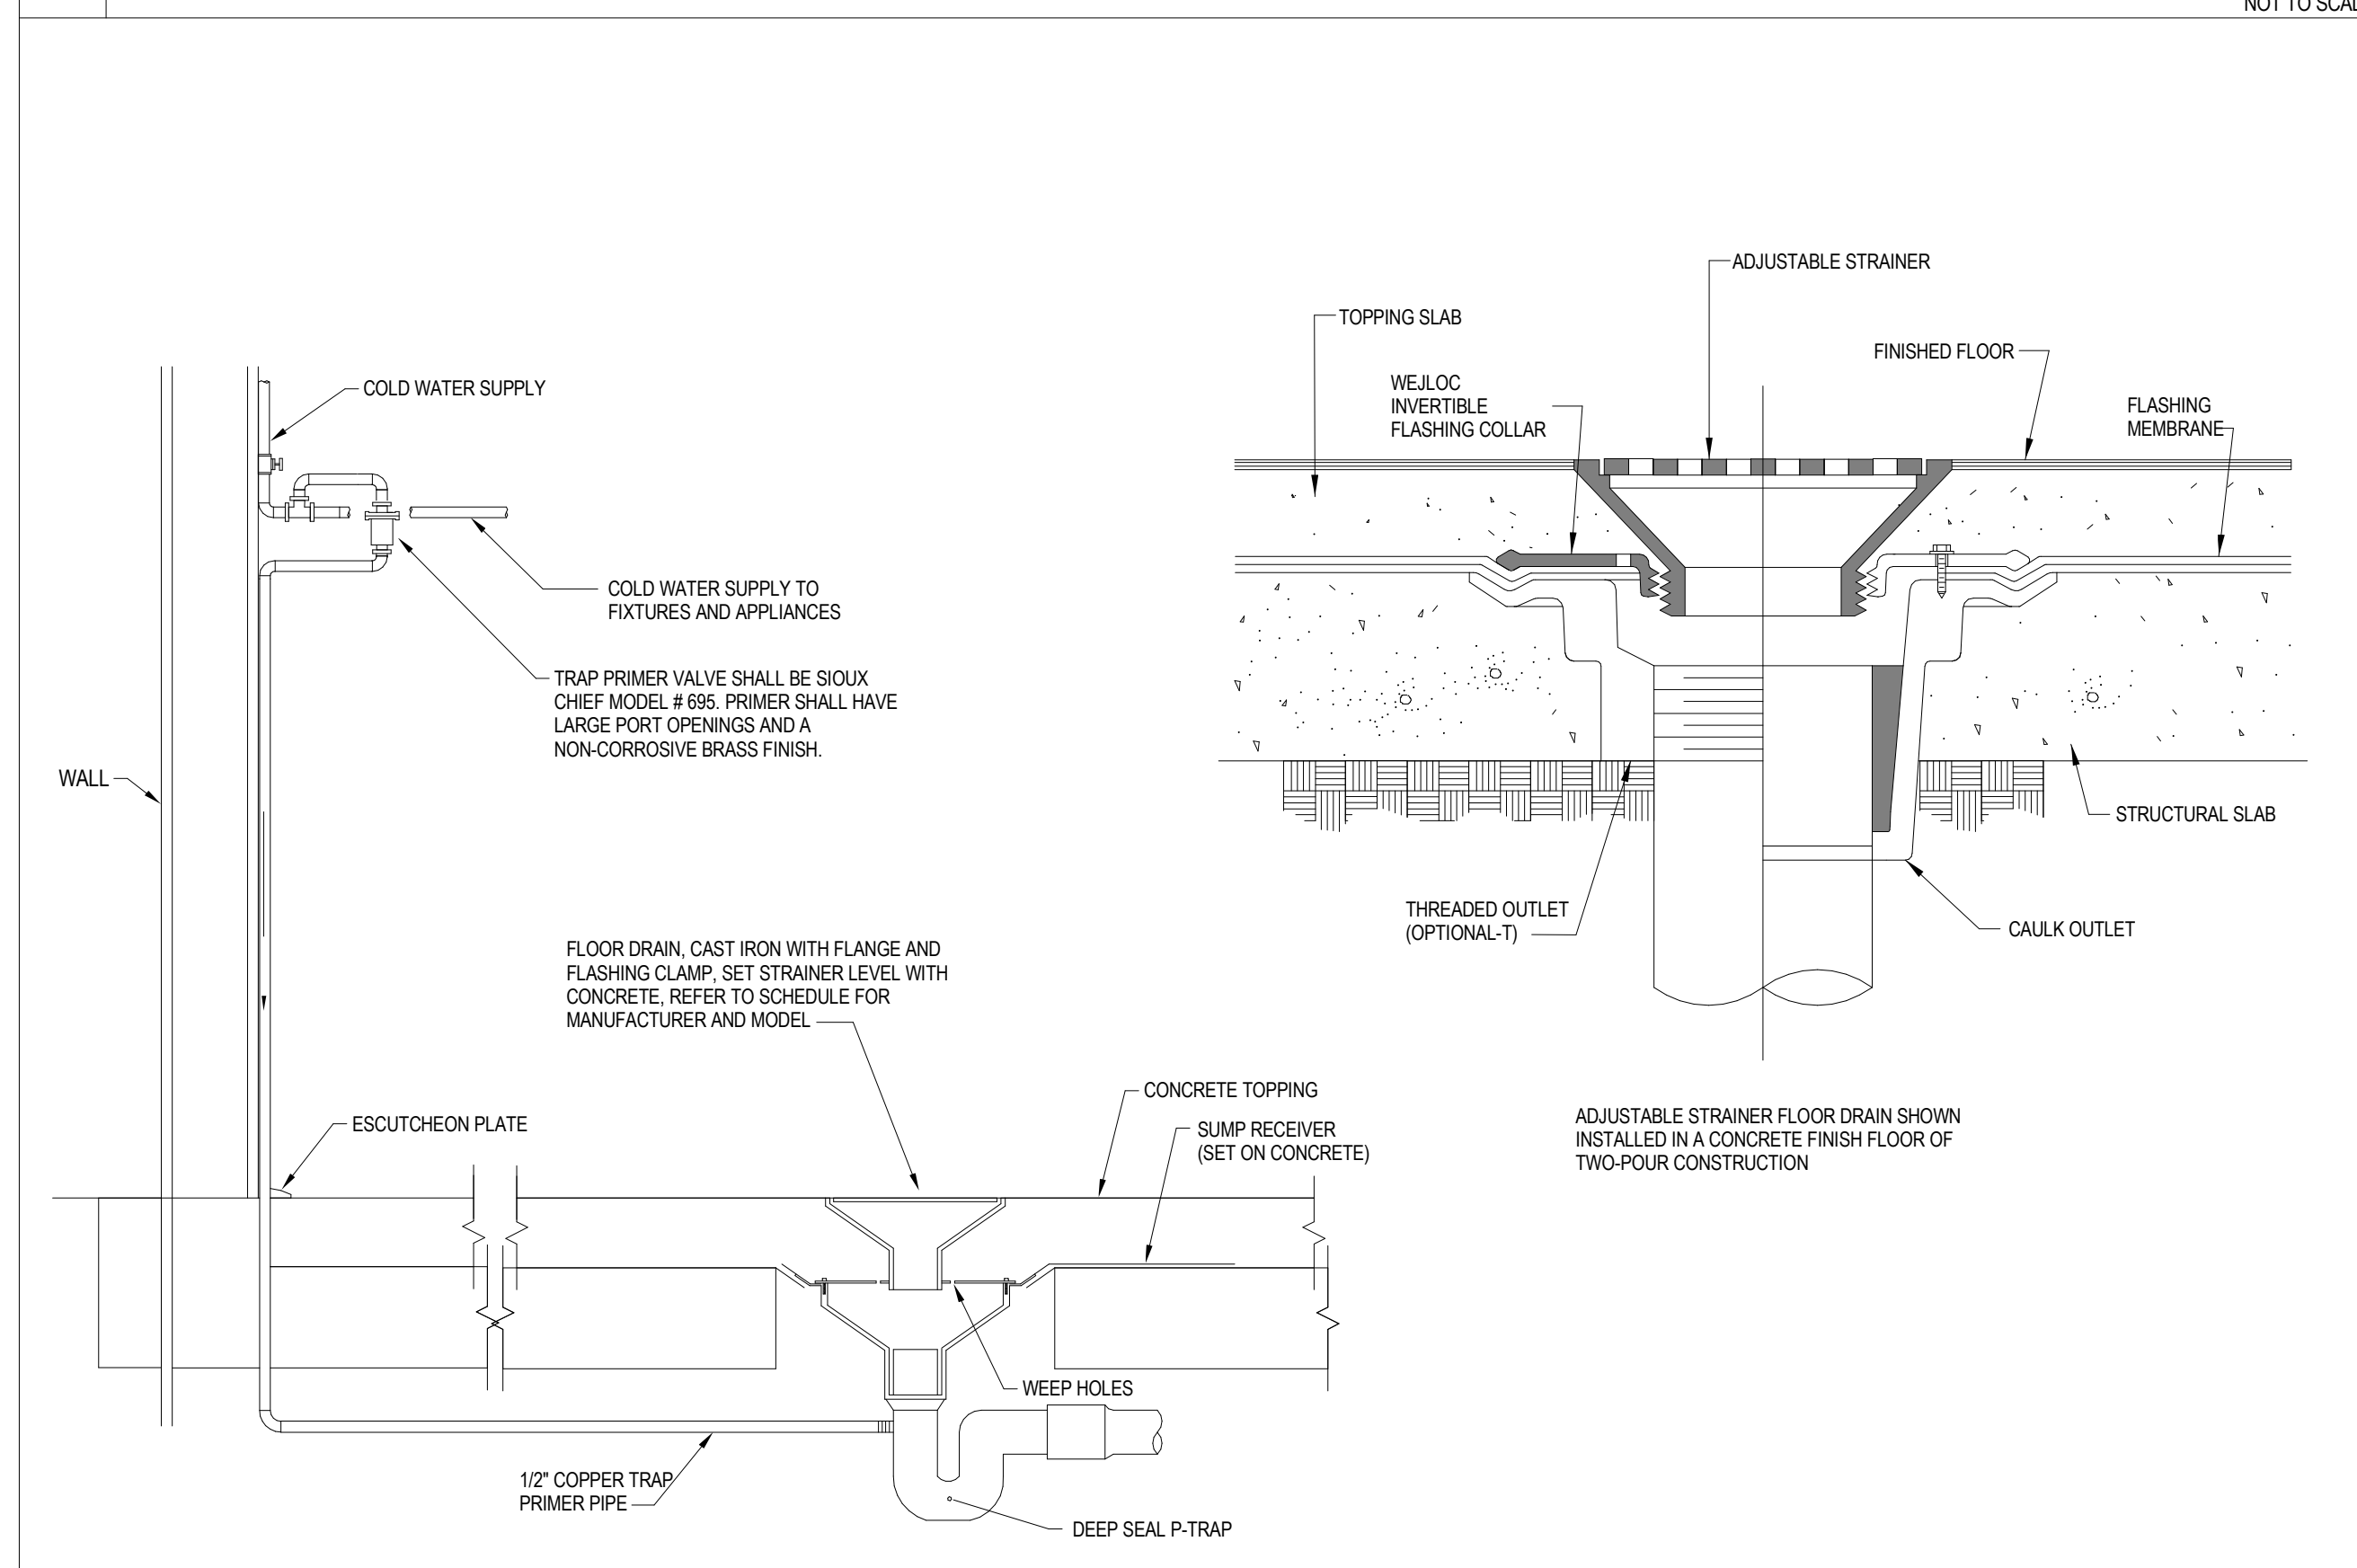 NOT TO SCAL
ADJUSTABLE STRAINER
TOPPING SLAB
FINISHED FLOOR
WEJLOC
INVERTIBLE
FLASHING COLLAR
FLASHING
MEMBRANE
COLD WATER SUPPLY
COLD WATER SUPPLY TO
FIXTURES AND APPLIANCES
TRAP PRIMER VALVE SHALL BE SIOUX
CHIEF MODEL # 695. PRIMER SHALL HAVE
LARGE PORT OPENINGS AND A
NON-CORROSIVE BRASS FINISH.
WALL
STRUCTURAL SLAB
THREADED OUTLET
(OPTIONAL-T)
CAULK OUTLET
FLOOR DRAIN, CAST IRON WITH FLANGE AND
FLASHING CLAMP, SET STRAINER LEVEL WITH
CONCRETE, REFER TO SCHEDULE FOR
MANUFACTURER AND MODEL
CONCRETE TOPPING
ESCUTCHEON PLATE
SUMP RECEIVER
(SET ON CONCRETE)
ADJUSTABLE STRAINER FLOOR DRAIN SHOWN
INSTALLED IN A CONCRETE FINISH FLOOR OF
TWO-POUR CONSTRUCTION
WEEP HOLES
1/2" COPPER TRAP
PRIMER PIPE
DEEP SEAL P-TRAP